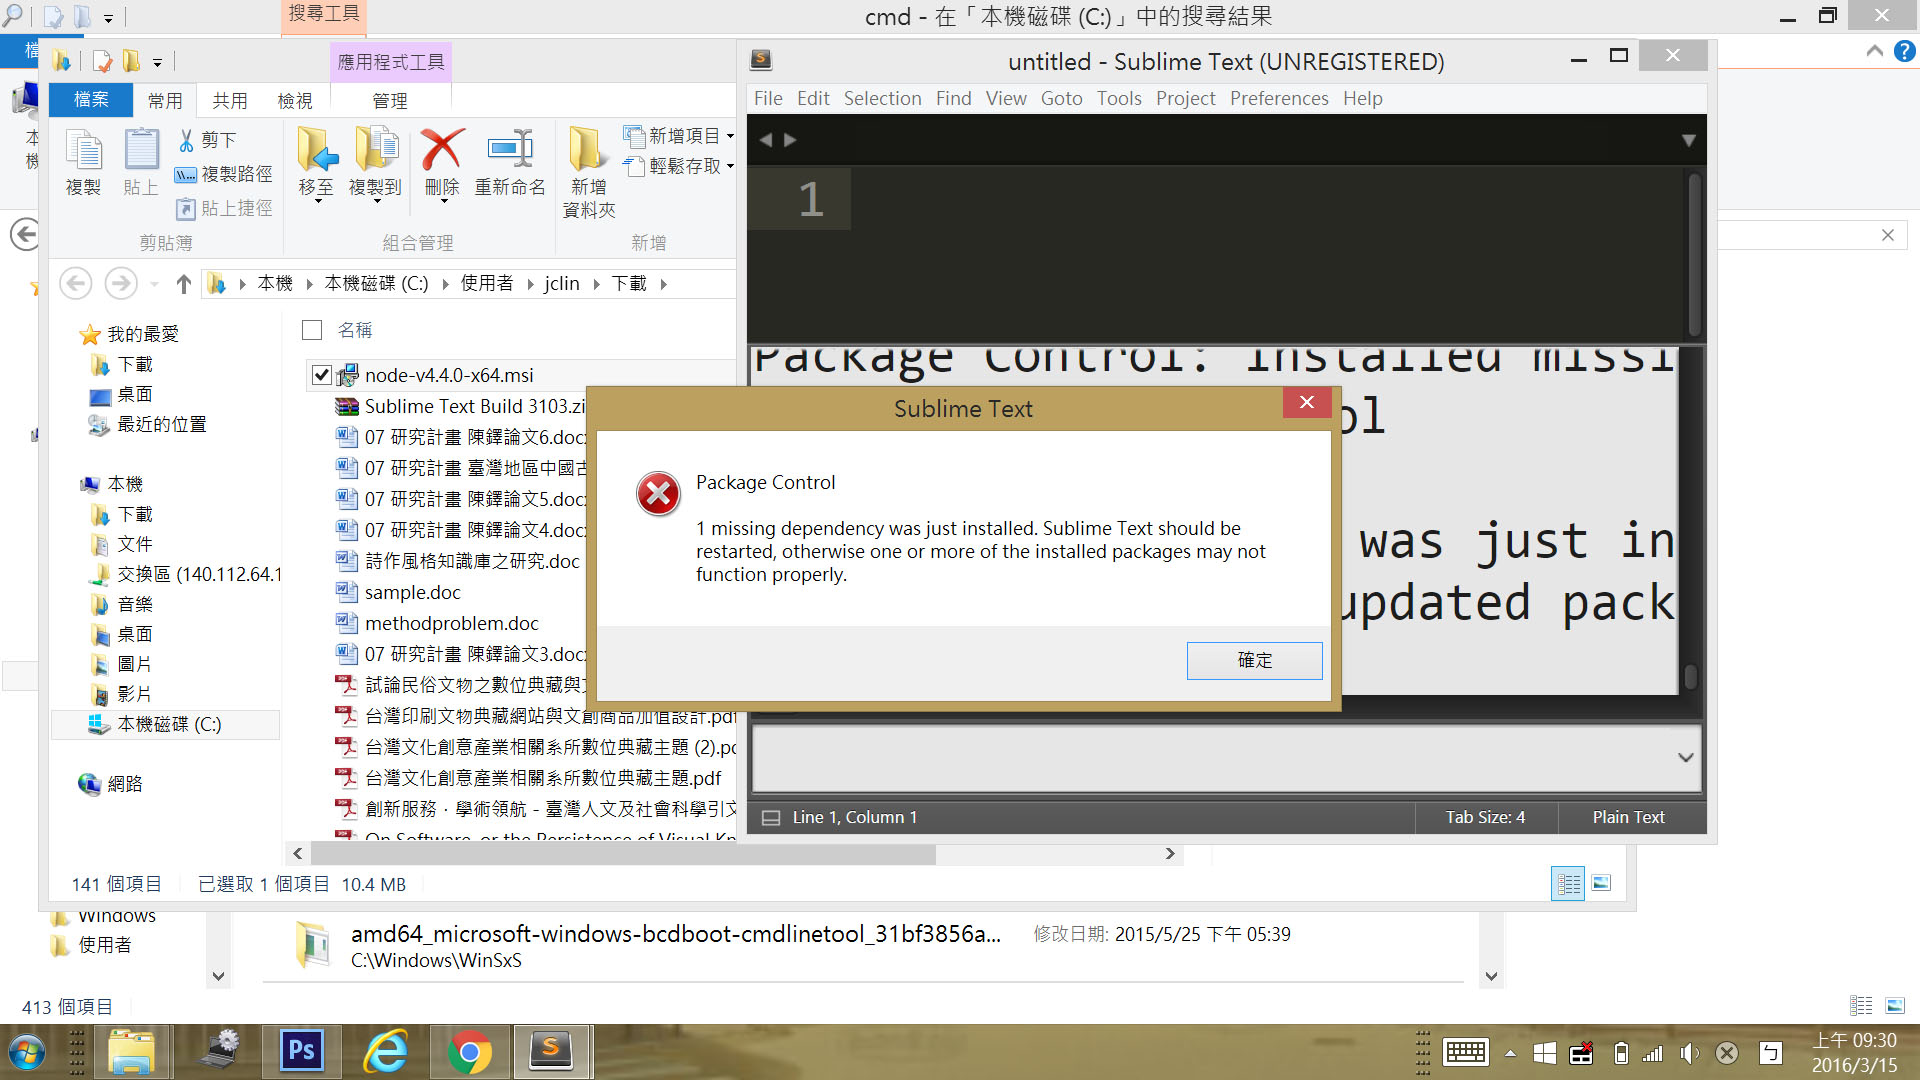 搜尋工具
cmd - 在「本機磁碟 (C:)」中的搜尋結果
應用程式工具
檔案
常用
共用
檢視
管理
複製
貼上
剪下
複製路徑
貼上捷徑
剪貼簿
移至
複製到
刪除
重新命名
組合管理
新增
資料夾
新增項目
輕鬆存取
新增
本機
本機磁碟 (C:)
使用者
jclin
下載
我的最愛
下載
桌面
最近的位置
本機
下載
文件
交換區 (140.112.64.1
音樂
桌面
圖片
影片
本機磁碟 (C:)
網路
名稱
node-v4.4.0-x64.msi
Sublime Text Build 3103.zi
07 研究計畫 陳鐸論文6.docx
07 研究計畫 臺灣地區中國古
07 研究計畫 陳鐸論文5.docx
07 研究計畫 陳鐸論文4.docx
詩作風格知識庫之研究.doc
sample.doc
methodproblem.doc
07 研究計畫 陳鐸論文3.docx
試論民俗文物之數位典藏與文
台灣印刷文物典藏網站與文創商品加值設計.pdf
台灣文化創意產業相關系所數位典藏主題 (2).pd
台灣文化創意產業相關系所數位典藏主題.pdf
創新服務．學術領航 - 臺灣人文及社會科學引文
On Software, or the Persistence of Visual Kn
141 個項目
已選取 1 個項目 10.4 MB
untitled - Sublime Text (UNREGISTERED)
File Edit Selection Find View Goto Tools Project Preferences Help
1
Package Control: Installed missi
ol
was just in
updated pack
Line 1, Column 1
Tab Size: 4
Plain Text
Sublime Text
Package Control
1 missing dependency was just installed. Sublime Text should be
restarted, otherwise one or more of the installed packages may not
function properly.
確定
Windows
使用者
amd64_microsoft-windows-bcdboot-cmdlinetool_31bf3856a...
C:\Windows\WinSxS
修改日期: 2015/5/25 下午 05:39
413 個項目
Ps
上午 09:30
2016/3/15